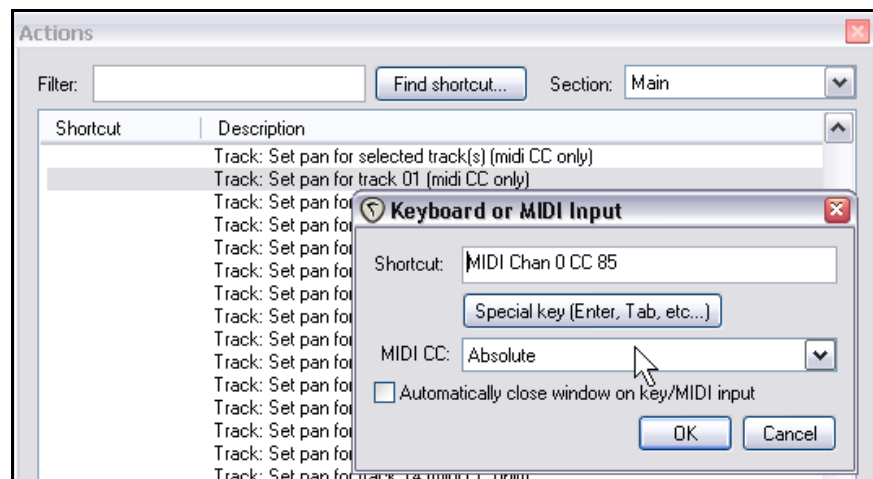 Actions
Filter:
Find shortcut...
Section:
Main
Shortcut
Description
Track: Set pan for selected track(s) (midi CC only)
Track: Set pan for track 01 (midi CC only)
Track: Set pan for
Keyboard or MIDI Input
Track: Set pan for
Track: Set pan for
Shortcut:
MIDI Chan 0 CC 85
Track: Set pan for
Track: Set pan for
Special key (Enter, Tab, etc...)
Track: Set pan for
Track: Set pan for
MIDI CC:
Absolute
Track: Set pan for
Track: Set pan for
Automatically close window on key/MIDI input
Track: Set pan for
Track: Set pan for
OK
Cancel
Track: Set pan for
Track: Set pan for track 14 (midi CC only)